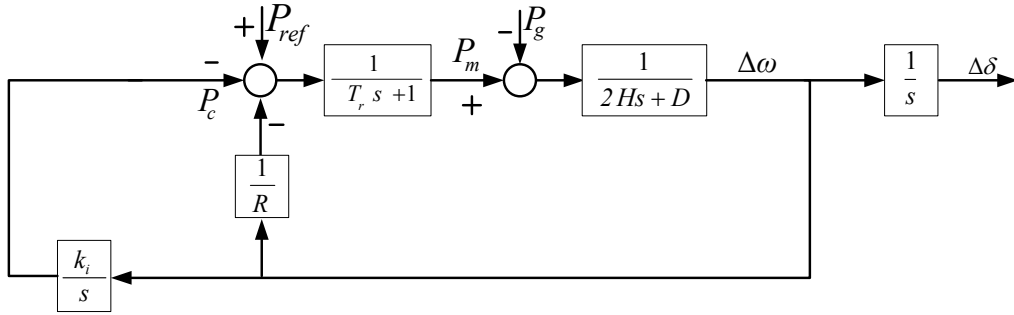 + P_ref
− P_g
− P_c
1 / (T_r s + 1)
P_m
+
1 / (2Hs + D)
Δω
1 / s
Δδ
−
1 / R
k_i / s